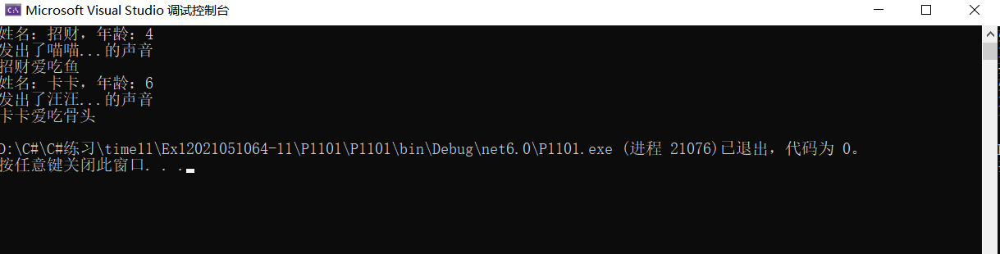 Microsoft Visual Studio 调试控制台
姓名：招财，年龄：4
发出了喵喵...的声音
招财爱吃鱼
姓名：卡卡，年龄：6
发出了汪汪...的声音
卡卡爱吃骨头
D:\C#\C#练习\time11\Ex12021051064-11\P1101\P1101\bin\Debug\net6.0\P1101.exe (进程 21076)已退出，代码为 0。
按任意键关闭此窗口. . .